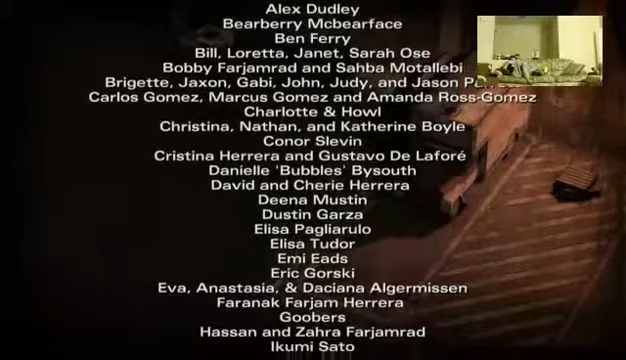 Alex Dudley
Bearberry Mcbearface
Ben Ferry
Bill, Loretta, Janet, Sarah Ose
Bobby Farjamrad and Sahba Motallebi
Brigette, Jaxon, Gabi, John, Judy, and Jason
Carlos Gomez, Marcus Gomez and Amanda Ross-Gomez
Charlotte & Howl
Christina, Nathan, and Katherine Boyle
Conor Slevin
Cristina Herrera and Gustavo De Laforé
Danielle 'Bubbles' Bysouth
David and Cherie Herrera
Deena Mustin
Dustin Garza
Elisa Pagliarulo
Elisa Tudor
Emi Eads
Eric Gorski
Eva, Anastasia, & Daciana Algermissen
Faranak Farjam Herrera
Goobers
Hassan and Zahra Farjamrad
Ikumi Sato